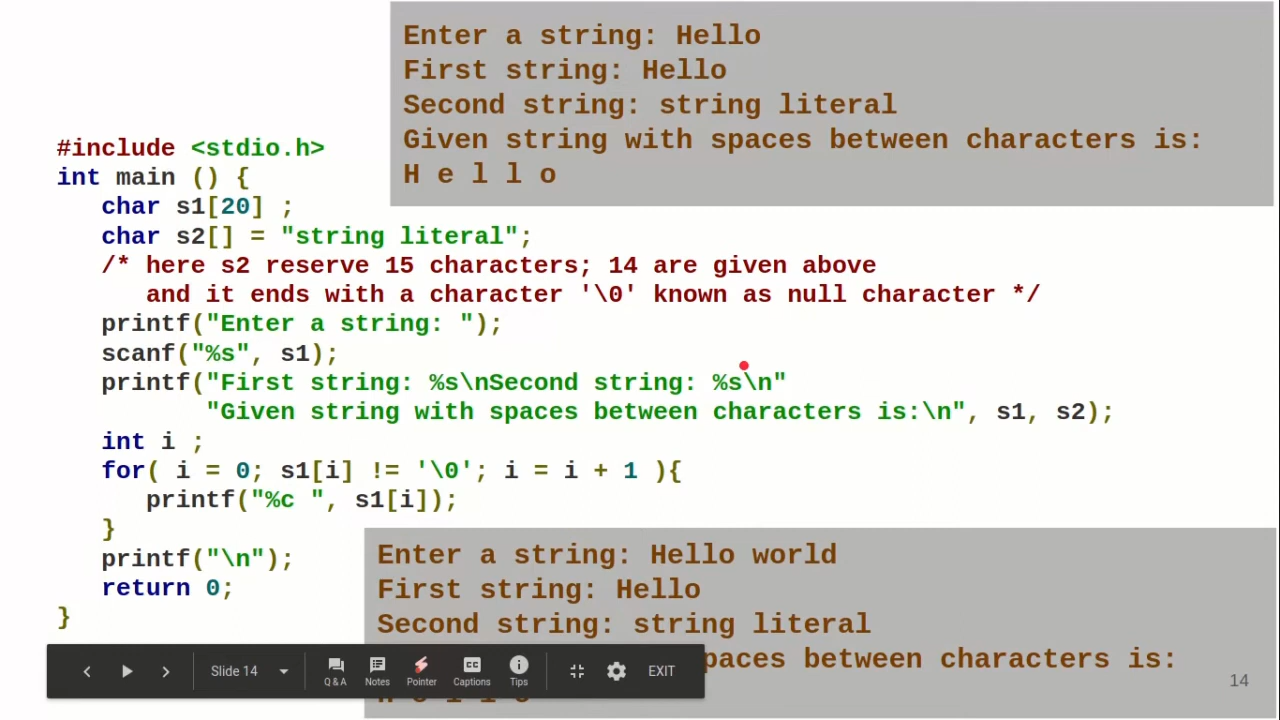 Enter a string: Hello
First string: Hello
Second string: string literal
Given string with spaces between characters is:
H e l l o
#include <stdio.h>
int main () {
char s1[20] ;
char s2[] = "string literal";
/* here s2 reserve 15 characters; 14 are given above
and it ends with a character '\0' known as null character */
printf("Enter a string: ");
scanf("%s", s1);
printf("First string: %s\nSecond string: %s\n"
"Given string with spaces between characters is:\n", s1, s2);
int i ;
for( i = 0; s1[i] != '\0'; i = i + 1 ){
printf("%c ", s1[i]);
}
printf("\n");
return 0;
}
Enter a string: Hello world
First string: Hello
Second string: string literal
paces between characters is:
Slide 14
Q & A Notes Pointer Captions Tips
EXIT
14